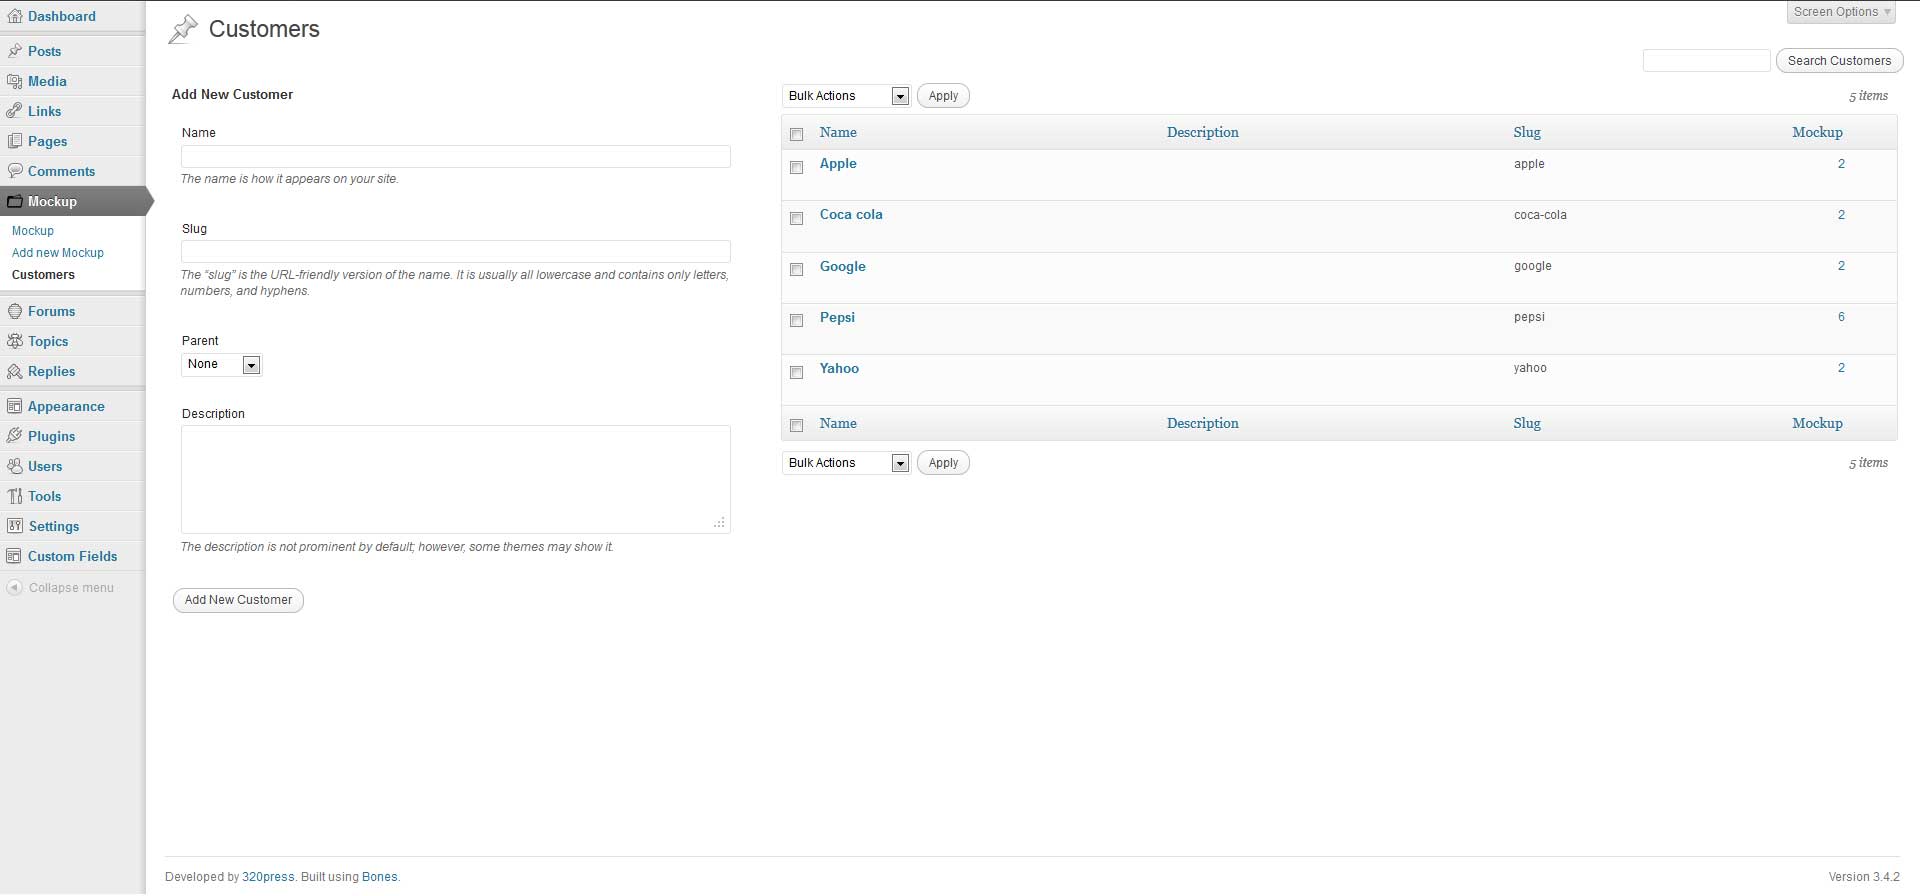 Dashboard
Posts
Media
Links
Pages
Comments
Mockup
Mockup
Add new Mockup
Customers
Forums
Topics
Replies
Appearance
Plugins
Users
Tools
Settings
Custom Fields
Collapse menu
Screen Options
Customers
Search Customers
Add New Customer
Name
The name is how it appears on your site.
Slug
The “slug” is the URL-friendly version of the name. It is usually all lowercase and contains only letters,
numbers, and hyphens.
Parent
None
Description
The description is not prominent by default; however, some themes may show it.
Add New Customer
Bulk Actions Apply 5 items
Name Description Slug Mockup
Apple apple 2
Coca cola coca-cola 2
Google google 2
Pepsi pepsi 6
Yahoo yahoo 2
Name Description Slug Mockup
Bulk Actions Apply 5 items
Developed by 320press. Built using Bones. Version 3.4.2